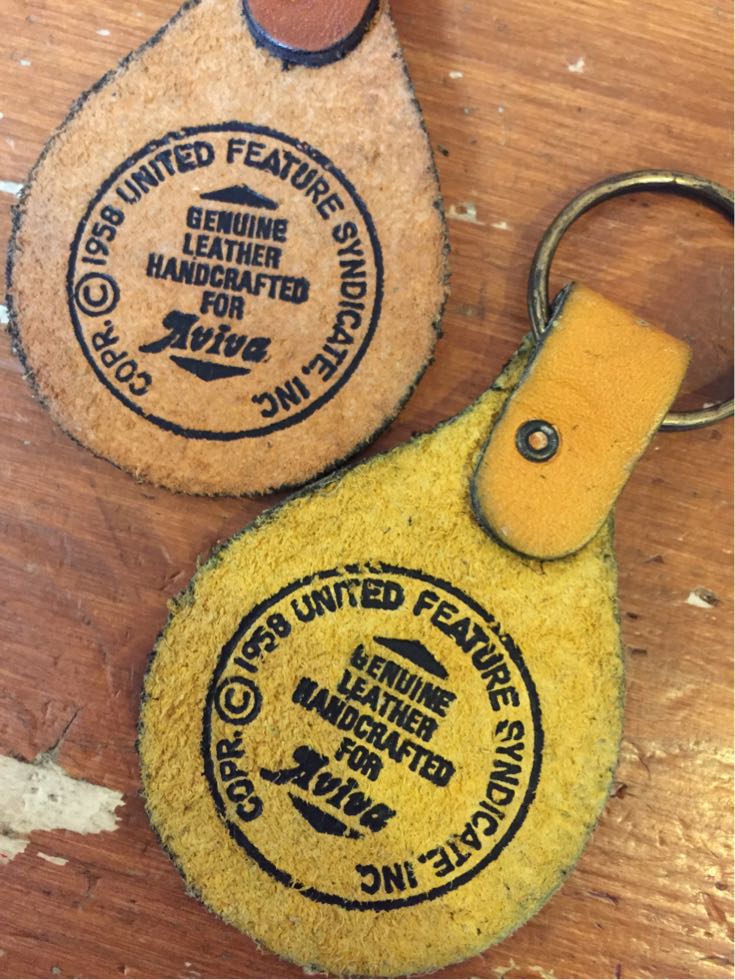 COPR. © 1958 UNITED FEATURE SYNDICATE, INC.
GENUINE
LEATHER
HANDCRAFTED
FOR
Aviva
COPR. © 1958 UNITED FEATURE SYNDICATE, INC.
GENUINE
LEATHER
HANDCRAFTED
FOR
Aviva